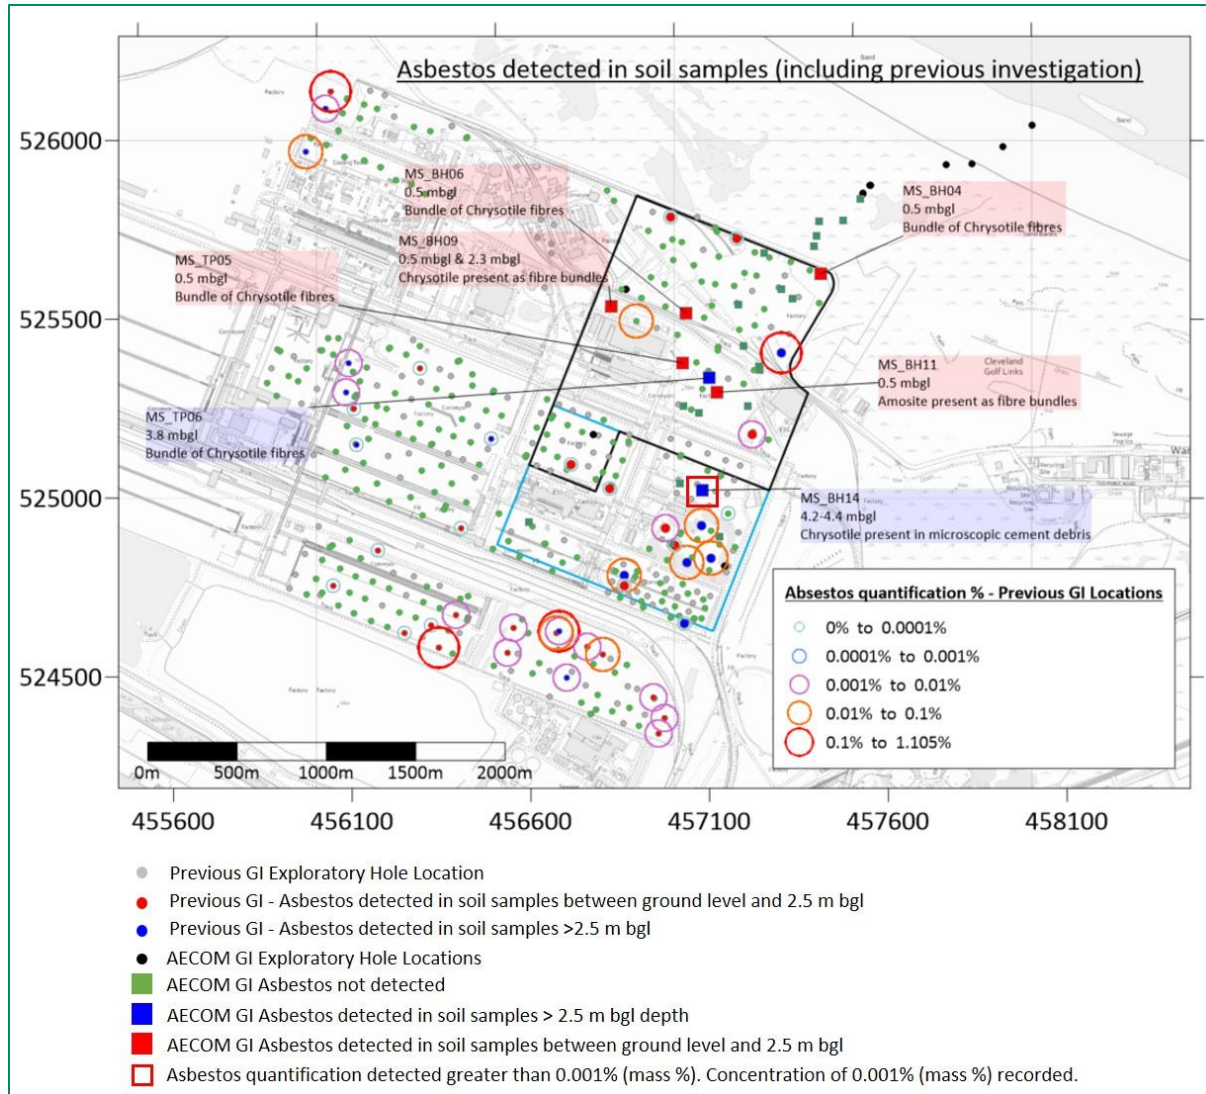 Asbestos detected in soil samples (including previous investigation)
526000
525500
525000
524500
MS_BH06
0.5 mbgl
Bundle of Chrysotile fibres
MS_BH04
0.5 mbgl
Bundle of Chrysotile fibres
MS_BH09
0.5 mbgl & 2.3 mbgl
Chrysotile present as fibre bundles
MS_TP05
0.5 mbgl
Bundle of Chrysotile fibres
MS_BH11
0.5 mbgl
Amosite present as fibre bundles
MS_TP06
3.8 mbgl
Bundle of Chrysotile fibres
MS_BH14
4.2-4.4 mbgl
Chrysotile present in microscopic cement debris
Cleveland
Golf Links
Factory
Sand
Absestos quantification % - Previous GI Locations
0% to 0.0001%
0.0001% to 0.001%
0.001% to 0.01%
0.01% to 0.1%
0.1% to 1.105%
0m 500m 1000m 1500m 2000m
455600 456100 456600 457100 457600 458100
Previous GI Exploratory Hole Location
Previous GI - Asbestos detected in soil samples between ground level and 2.5 m bgl
Previous GI - Asbestos detected in soil samples >2.5 m bgl
AECOM GI Exploratory Hole Locations
AECOM GI Asbestos not detected
AECOM GI Asbestos detected in soil samples > 2.5 m bgl depth
AECOM GI Asbestos detected in soil samples between ground level and 2.5 m bgl
Asbestos quantification detected greater than 0.001% (mass %). Concentration of 0.001% (mass %) recorded.